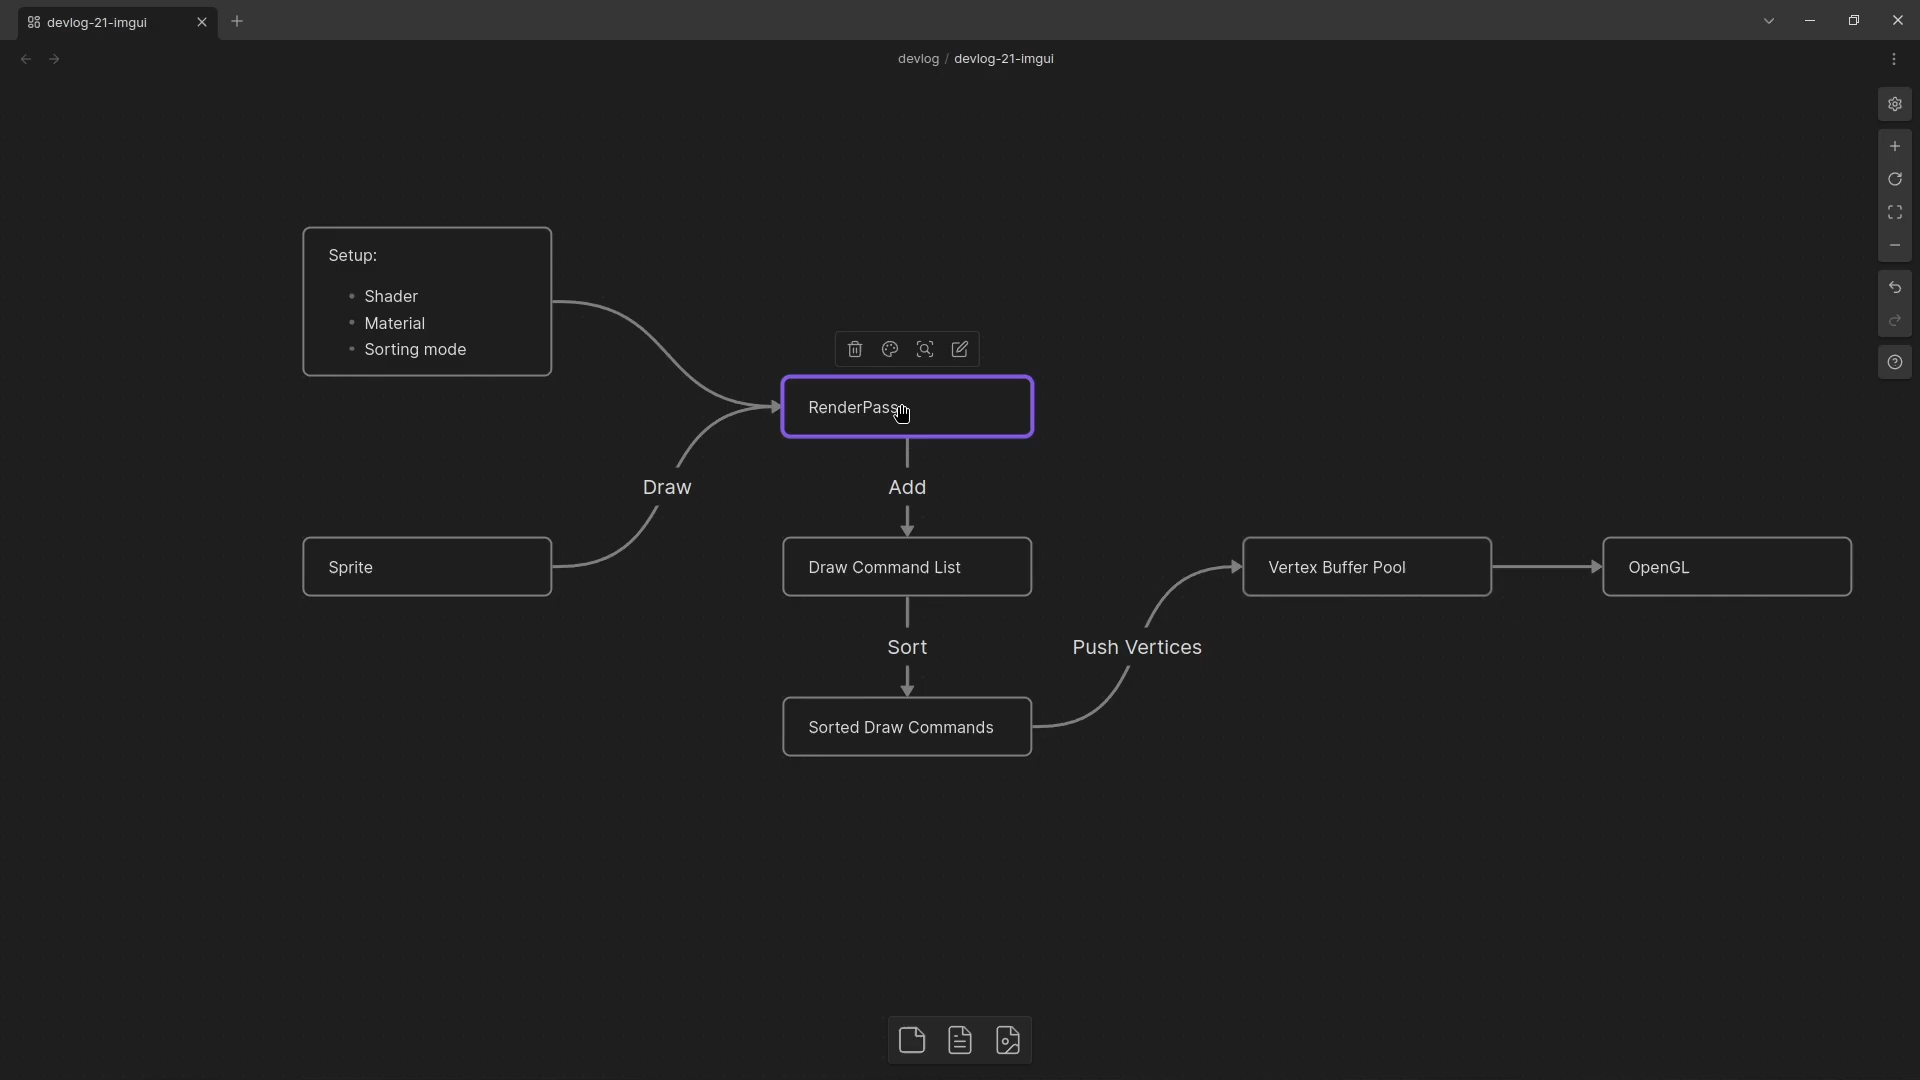 devlog-21-imgui
devlog / devlog-21-imgui
Setup:
Shader
Material
Sorting mode
RenderPass
Draw
Add
Sprite
Draw Command List
Vertex Buffer Pool
OpenGL
Sort
Push Vertices
Sorted Draw Commands